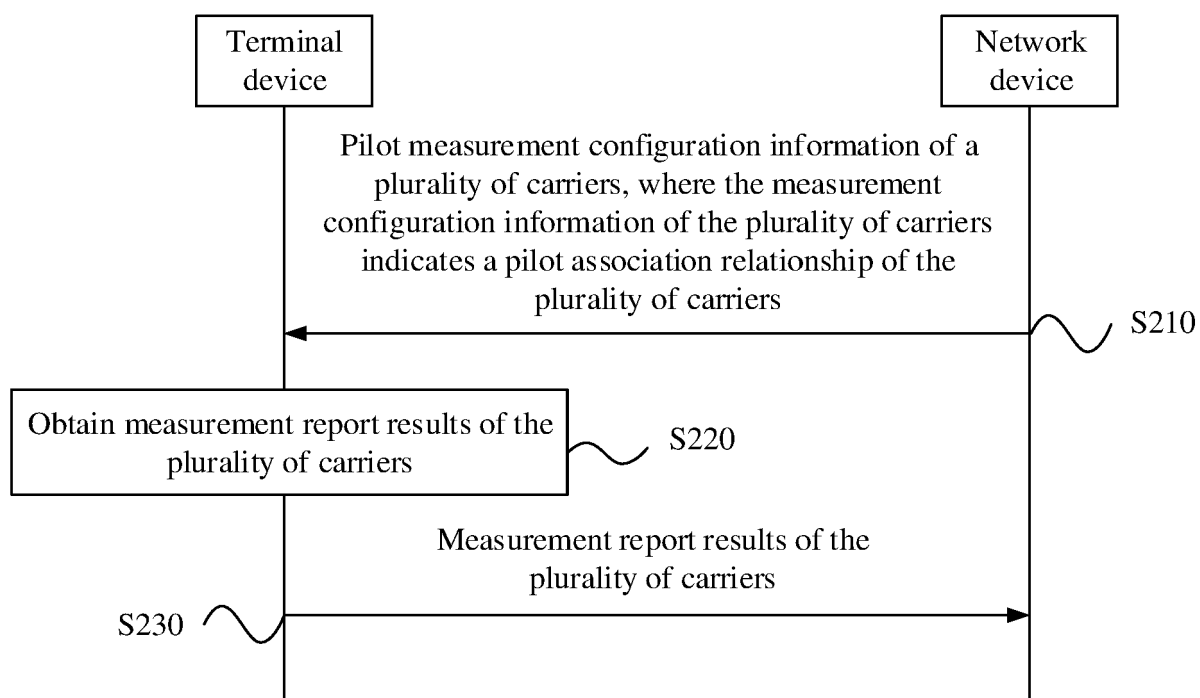 Terminal
device
Network
device
Pilot measurement configuration information of a
plurality of carriers, where the measurement
configuration information of the plurality of carriers
indicates a pilot association relationship of the
plurality of carriers
S210
Obtain measurement report results of the
plurality of carriers
S220
Measurement report results of the
plurality of carriers
S230